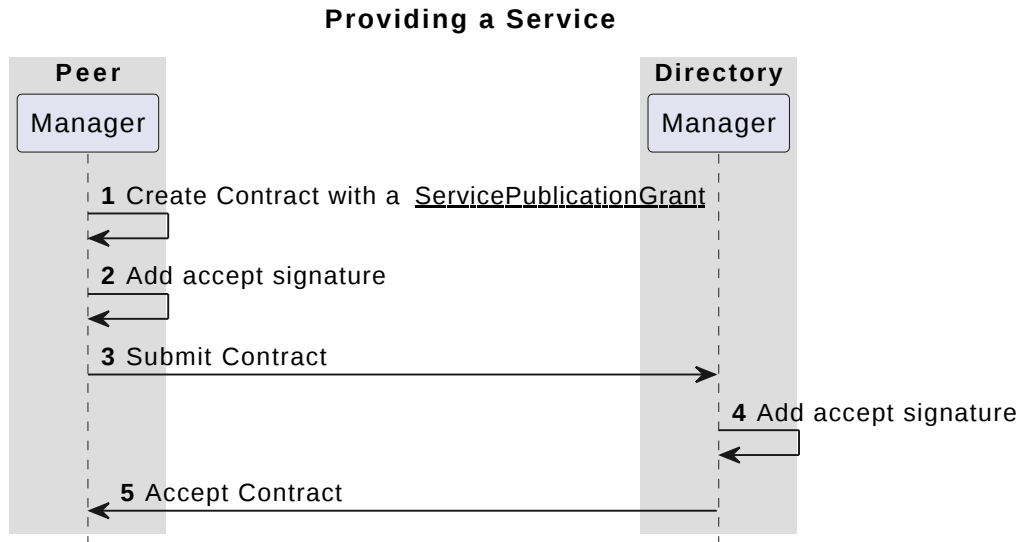 Providing a Service
Peer
Directory
Manager
Manager
1 Create Contract with a ServicePublicationGrant
2 Add accept signature
3 Submit Contract
4 Add accept signature
5 Accept Contract